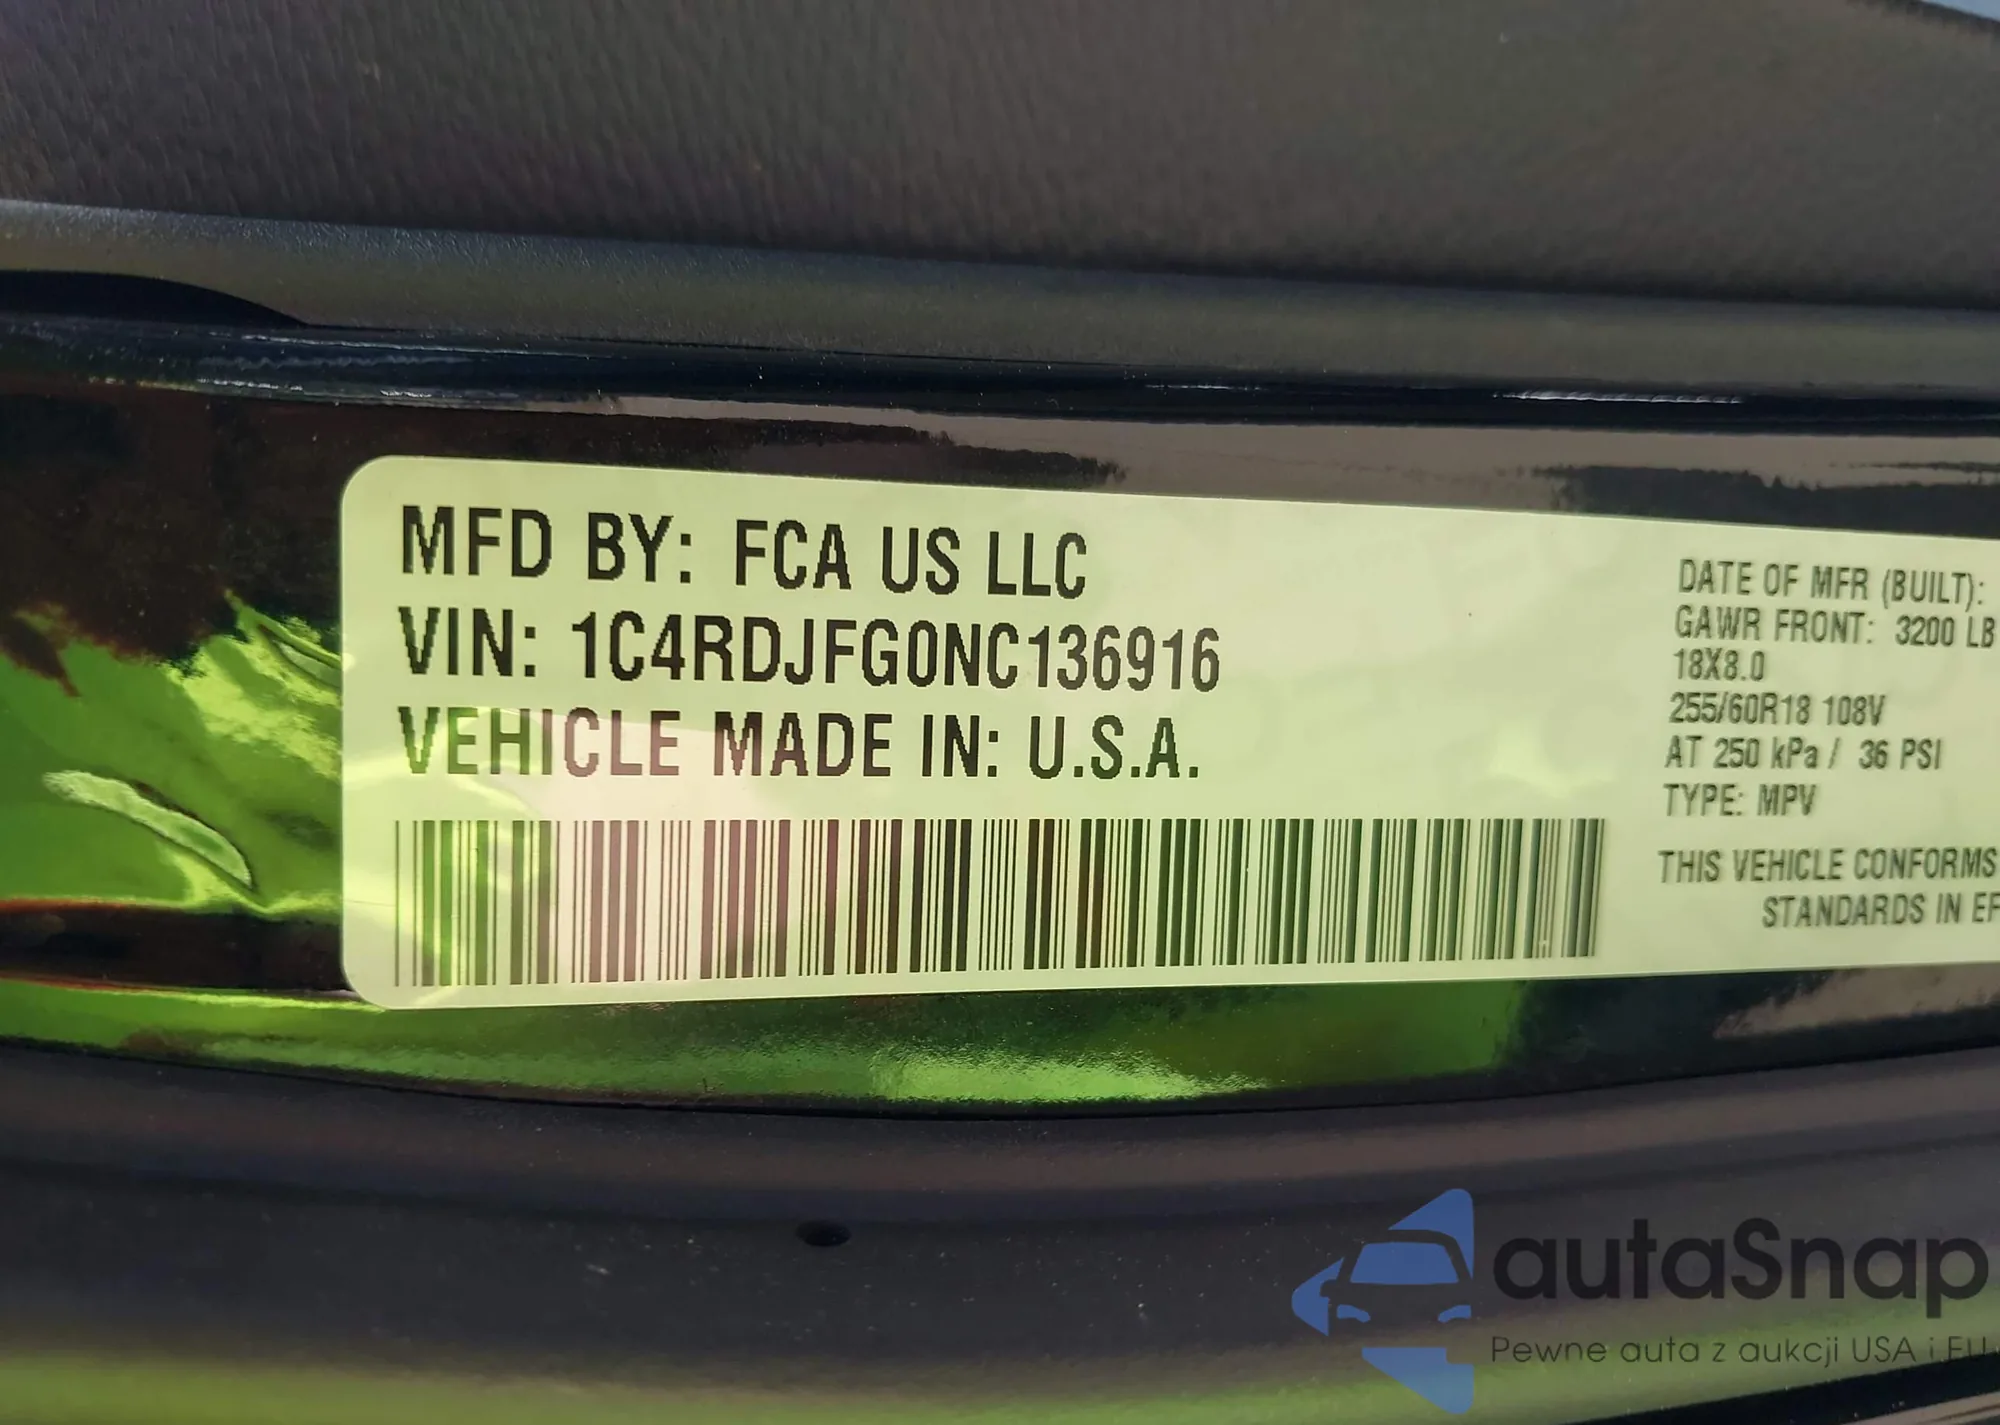 MFD BY: FCA US LLC
VIN: 1C4RDJFG0NC136916
VEHICLE MADE IN: U.S.A.
DATE OF MFR (BUILT):
GAWR FRONT: 3200 LB
18X8.0
255/60R18 108V
AT 250 kPa / 36 PSI
TYPE: MPV
THIS VEHICLE CONFORMS
STANDARDS IN EF
autaSnap
Pewne auta z aukcji USA i EU